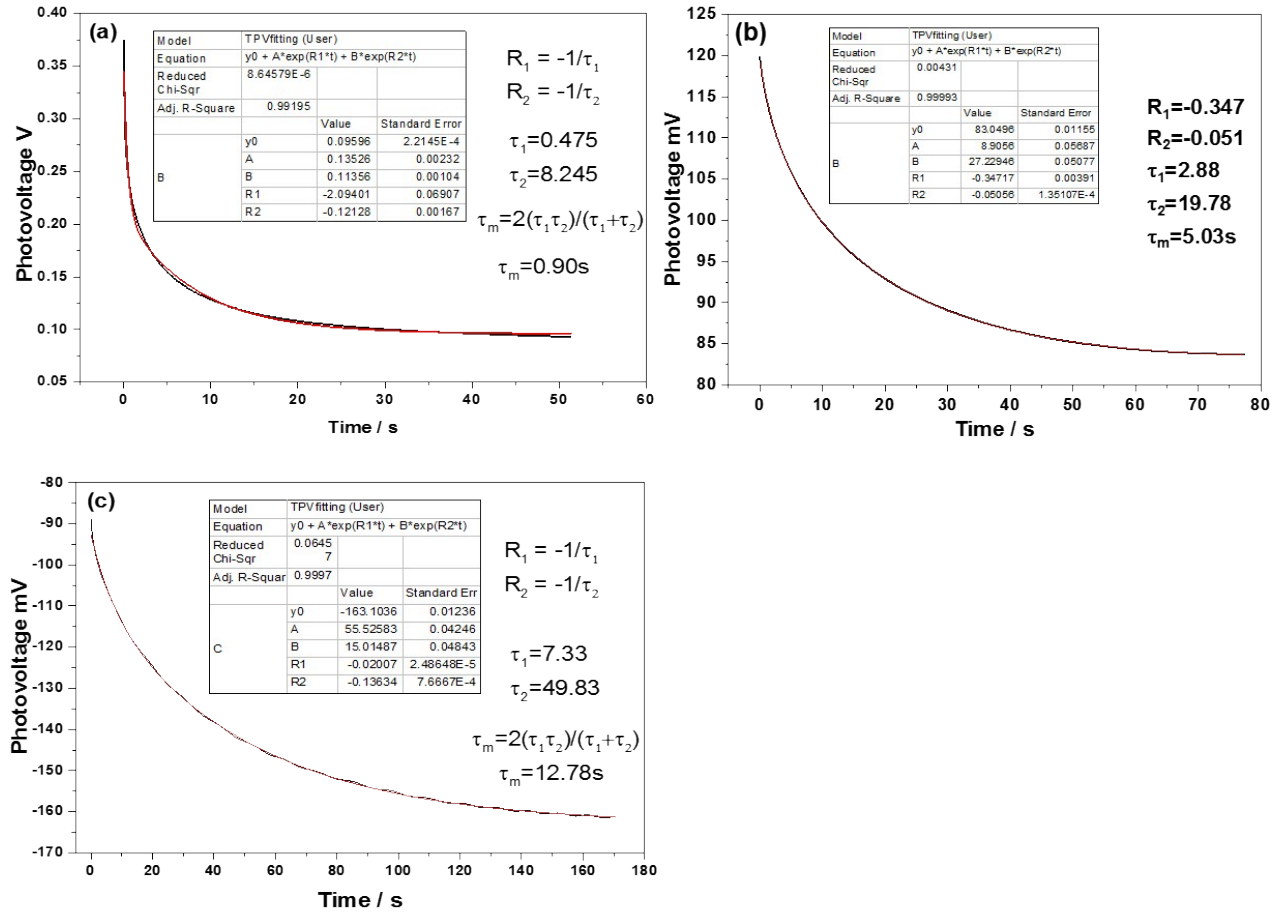 (a)
Photovoltage V
0.40
0.35
0.30
0.25
0.20
0.15
0.10
0.05
0 10 20 30 40 50 60
Time / s
Model TPVfitting (User)
Equation y0 + A*exp(R1*t) + B*exp(R2*t)
Reduced Chi-Sqr 8.64579E-6
Adj. R-Square 0.99195
Value Standard Error
B
y0 0.09596 2.2145E-4
A 0.13526 0.00232
B 0.11356 0.00104
R1 -2.09401 0.06907
R2 -0.12128 0.00167
R₁ = -1/τ₁
R₂ = -1/τ₂
τ₁=0.475
τ₂=8.245
τₘ=2(τ₁τ₂)/(τ₁+τ₂)
τₘ=0.90s
(b)
Photovoltage mV
125
120
115
110
105
100
95
90
85
80
0 10 20 30 40 50 60 70 80
Time / s
Model TPVfitting (User)
Equation y0 + A*exp(R1*t) + B*exp(R2*t)
Reduced Chi-Sqr 0.00431
Adj. R-Square 0.99993
Value Standard Error
B
y0 83.0496 0.01155
A 8.9056 0.05687
B 27.22946 0.05077
R1 -0.34717 0.00391
R2 -0.05056 1.35107E-4
R₁=-0.347
R₂=-0.051
τ₁=2.88
τ₂=19.78
τₘ=5.03s
(c)
Photovoltage mV
-80
-90
-100
-110
-120
-130
-140
-150
-160
-170
0 20 40 60 80 100 120 140 160 180
Time / s
Model TPVfitting (User)
Equation y0 + A*exp(R1*t) + B*exp(R2*t)
Reduced Chi-Sqr 0.0645
7
Adj. R-Squar 0.9997
Value Standard Err
C
y0 -163.1036 0.01236
A 55.52583 0.04246
B 15.01487 0.04843
R1 -0.02007 2.48648E-5
R2 -0.13634 7.6667E-4
R₁ = -1/τ₁
R₂ = -1/τ₂
τ₁=7.33
τ₂=49.83
τₘ=2(τ₁τ₂)/(τ₁+τ₂)
τₘ=12.78s